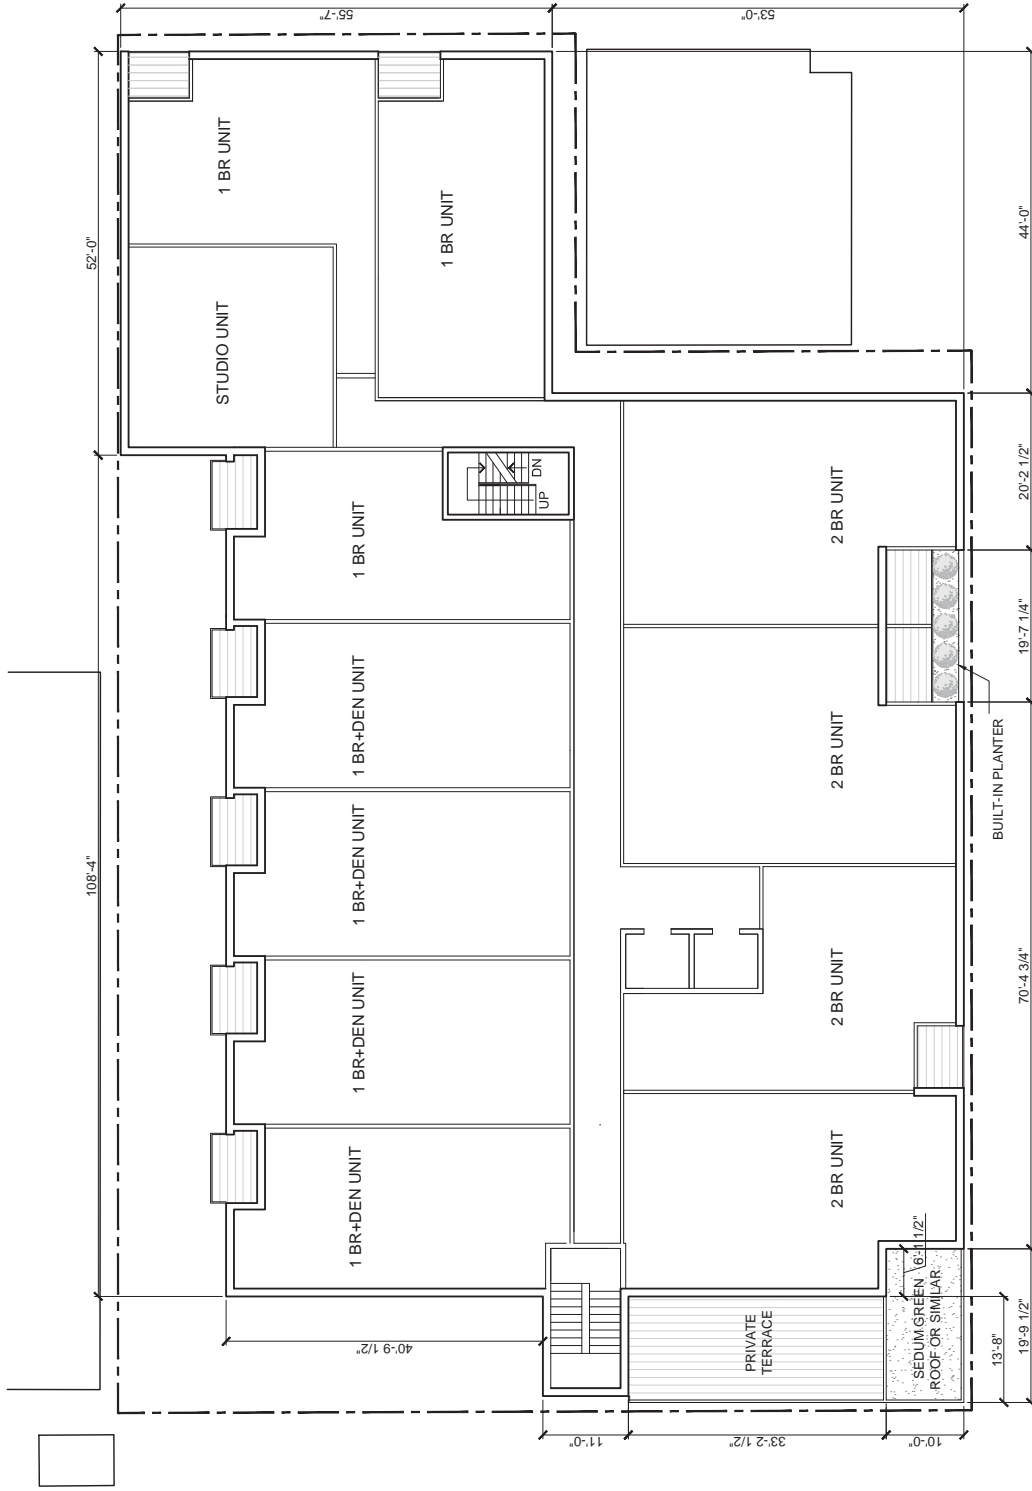 55'-7"
53'-0"
52'-0"
1 BR UNIT
1 BR UNIT
44'-0"
STUDIO UNIT
UP
DN
1 BR UNIT
2 BR UNIT
20'-2 1/2"
19'-7 1/4"
108'-4"
1 BR+DEN UNIT
2 BR UNIT
BUILT-IN PLANTER
1 BR+DEN UNIT
1 BR+DEN UNIT
2 BR UNIT
70'-4 3/4"
1 BR+DEN UNIT
2 BR UNIT
6'-1 1/2"
40'-9 1/2"
PRIVATE
TERRACE
SEDUM GREEN
ROOF OR SIMILAR
13'-8"
19'-9 1/2"
11'-0"
33'-2 1/2"
10'-0"